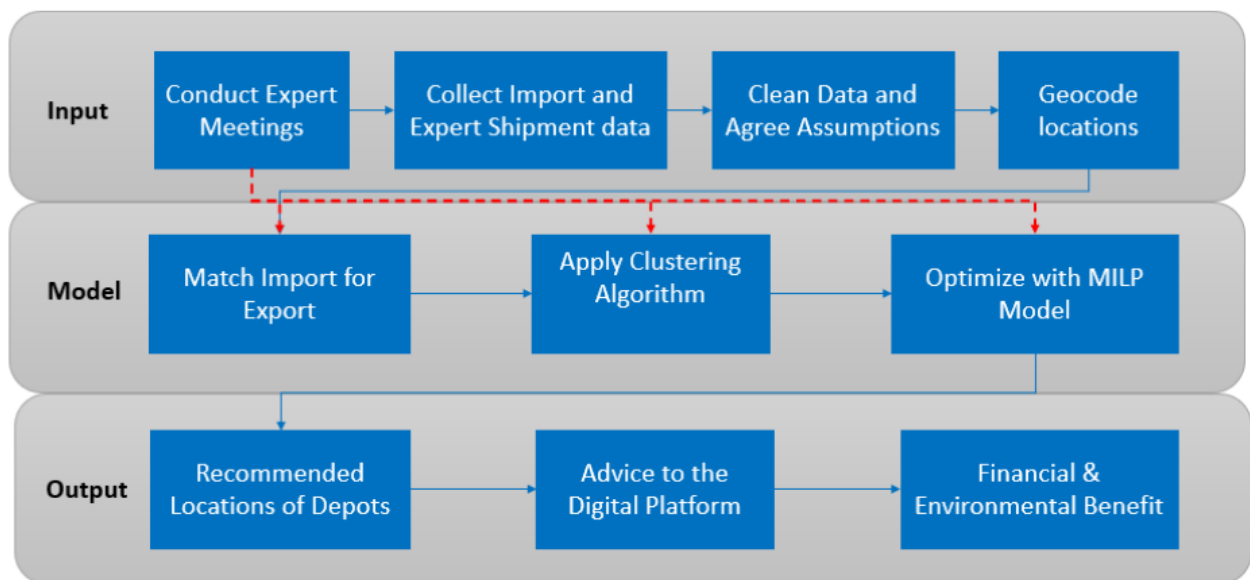 Input
Conduct Expert
Meetings
Collect Import and
Expert Shipment data
Clean Data and
Agree Assumptions
Geocode
locations
Model
Match Import for
Export
Apply Clustering
Algorithm
Optimize with MILP
Model
Output
Recommended
Locations of Depots
Advice to the
Digital Platform
Financial &
Environmental Benefit